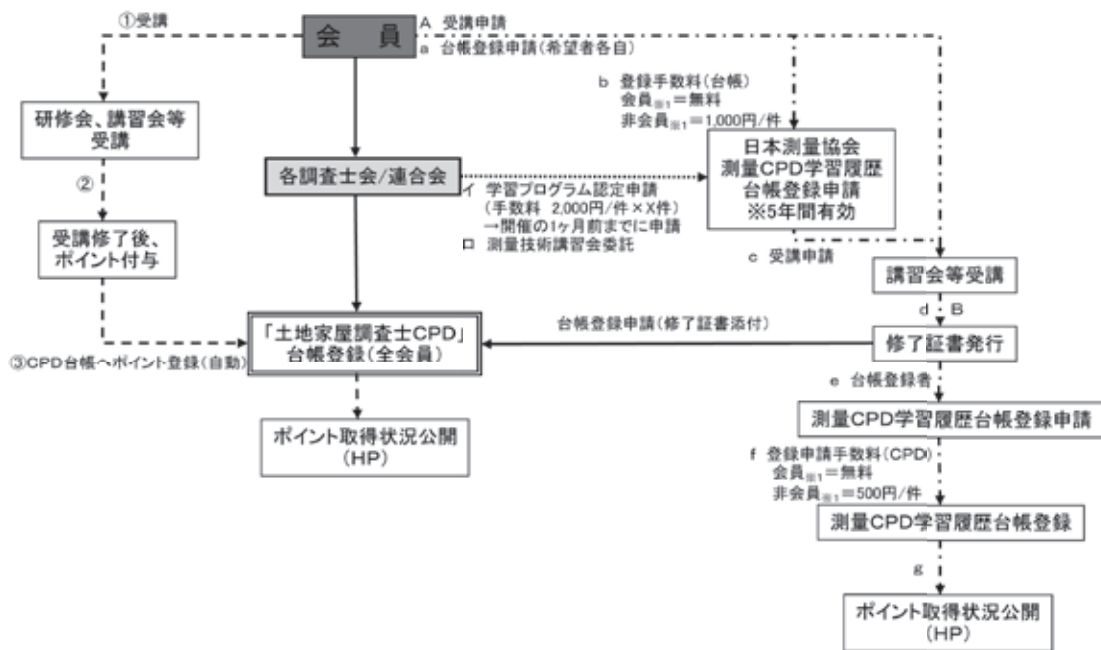 ①受講
会　員
A 受講申請
a 台帳登録申請(希望者各自)
b 登録手数料(台帳)
会員※1=無料
非会員※1=1,000円/件
研修会、講習会等
受講
日本測量協会
測量CPD学習履歴
台帳登録申請
※5年間有効
各調査士会/連合会
②
イ 学習プログラム認定申請
(手数料 2,000円/件×X件)
→開催の1ヶ月前までに申請
ロ 測量技術講習会委託
受講修了後、
ポイント付与
c 受講申請
講習会等受講
d B
「土地家屋調査士CPD」
台帳登録(全会員)
台帳登録申請(修了証書添付)
修了証書発行
③CPD台帳へポイント登録(自動)
e 台帳登録者
測量CPD学習履歴台帳登録申請
ポイント取得状況公開
(HP)
f 登録申請手数料(CPD)
会員※1=無料
非会員※1=500円/件
測量CPD学習履歴台帳登録
g
ポイント取得状況公開
(HP)